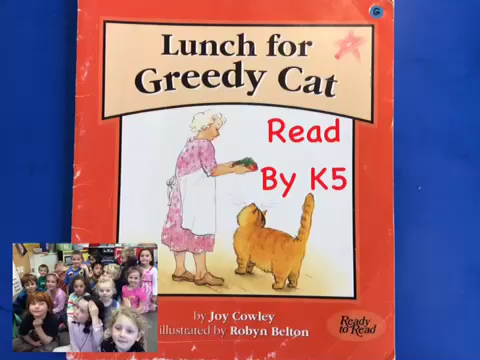 Lunch for
Greedy Cat
Read
By K5
by Joy Cowley
illustrated by Robyn Belton
Ready
to Read
G